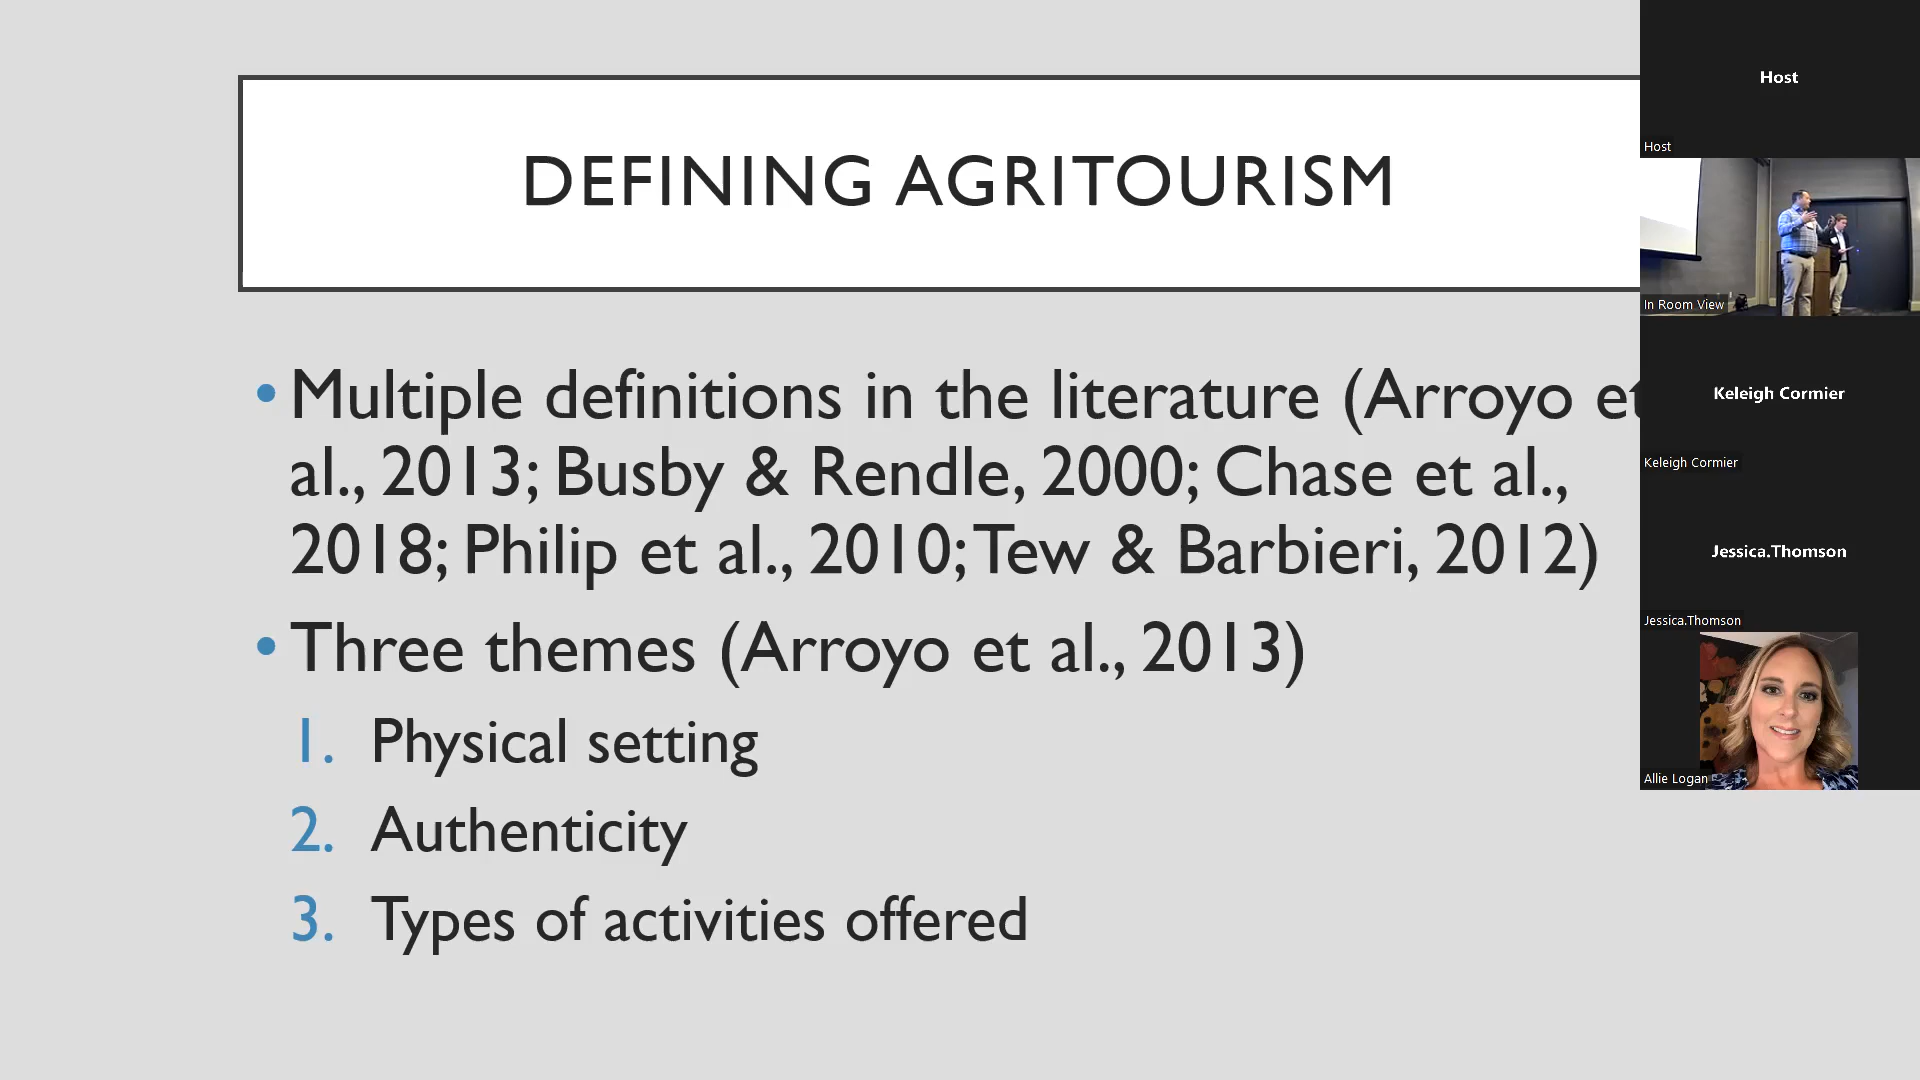 DEFINING AGRITOURISM
• Multiple definitions in the literature (Arroyo et
al., 2013; Busby & Rendle, 2000; Chase et al.,
2018; Philip et al., 2010; Tew & Barbieri, 2012)
• Three themes (Arroyo et al., 2013)
1. Physical setting
2. Authenticity
3. Types of activities offered
Host
Host
In Room View
Keleigh Cormier
Keleigh Cormier
Jessica.Thomson
Jessica.Thomson
Allie Logan